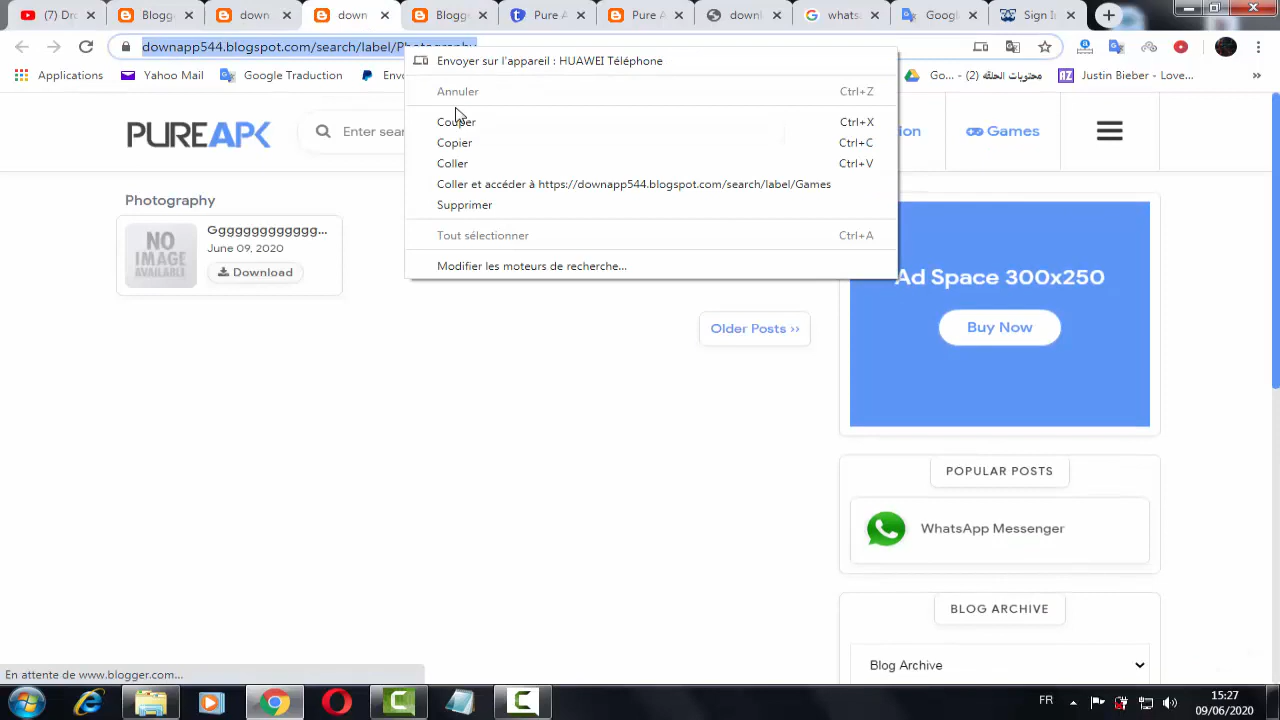 (7) Dro
Blogg
down
down
Blogg
Pure
Pure A
down
whats
Googl
Sign I
downapp544.blogspot.com/search/label/Photography
Applications
Yahoo Mail
Google Traduction
Envo
Go... - (2) محتويات الحلقه
Justin Bieber - Love...
»
Envoyer sur l'appareil : HUAWEI Téléphone
Annuler Ctrl+Z
Couper Ctrl+X
Copier Ctrl+C
Coller Ctrl+V
Coller et accéder à https://downapp544.blogspot.com/search/label/Games
Supprimer
Tout sélectionner Ctrl+A
Modifier les moteurs de recherche...
PUREAPK
Enter sear
ion
Games
Photography
NO
IMAGE
AVAILABLE
Ggggggggggggg...
June 09, 2020
Download
Older Posts >>
Ad Space 300x250
Buy Now
POPULAR POSTS
WhatsApp Messenger
BLOG ARCHIVE
Blog Archive
En attente de www.blogger.com...
FR
15:27
09/06/2020